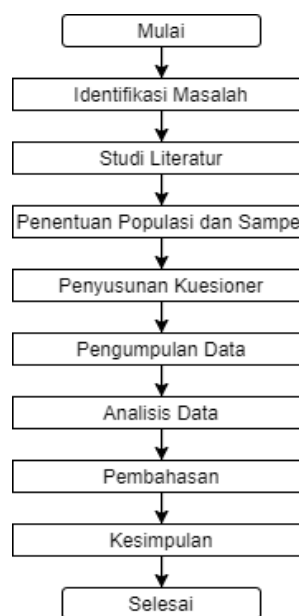 Mulai
Identifikasi Masalah
Studi Literatur
Penentuan Populasi dan Sampe
Penyusunan Kuesioner
Pengumpulan Data
Analisis Data
Pembahasan
Kesimpulan
Selesai